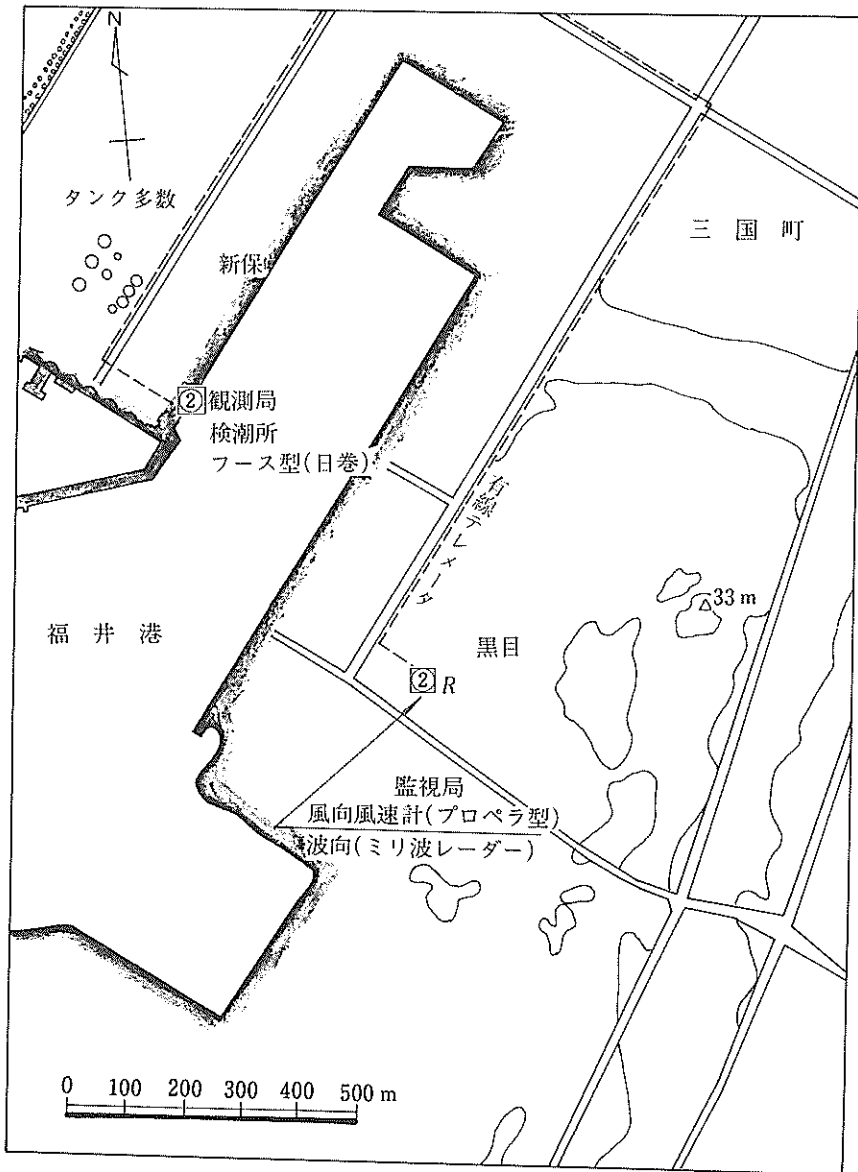 N
タンク多数
三国町
新保
② 観測局
検潮所
フース型(日巻)
有線テレメータ
33 m
福井港
黒目
② R
監視局
風向風速計(プロペラ型)
波向(ミリ波レーダー)
0 100 200 300 400 500 m